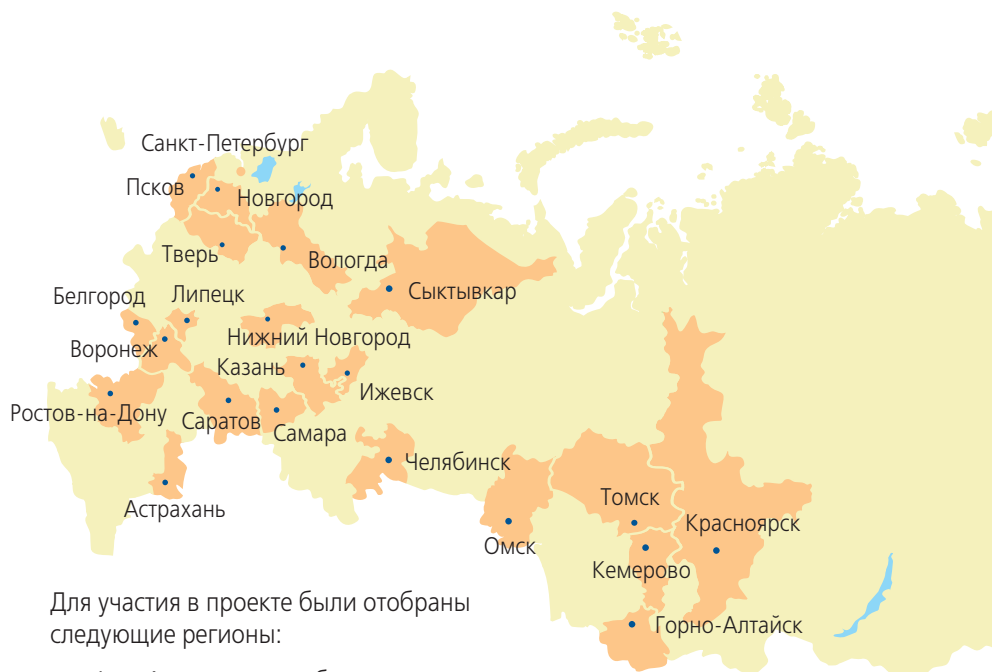 Санкт-Петербург
Псков
Новгород
Тверь
Вологда
Сыктывкар
Белгород
Липецк
Воронеж
Нижний Новгород
Казань
Ижевск
Ростов-на-Дону
Саратов
Самара
Челябинск
Астрахань
Томск
Красноярск
Омск
Кемерово
Горно-Алтайск
Для участия в проекте были отобраны
следующие регионы: